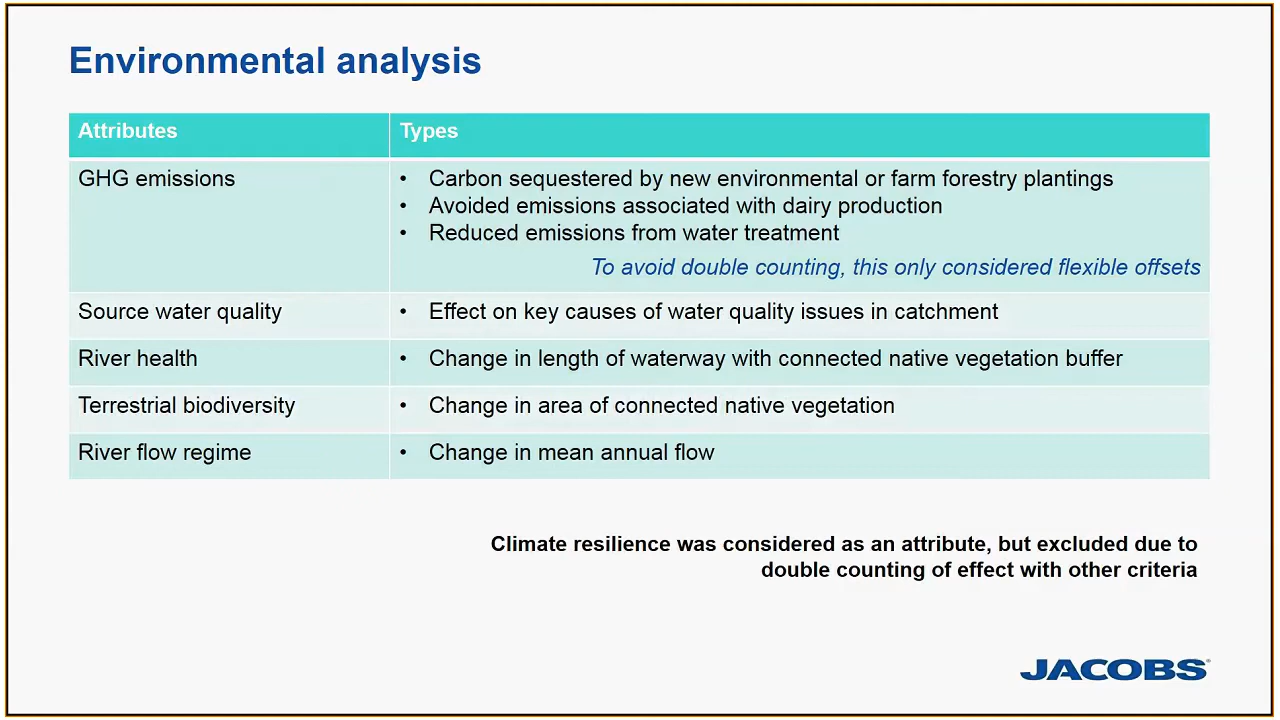 Environmental analysis
Attributes
Types
GHG emissions
• Carbon sequestered by new environmental or farm forestry plantings
• Avoided emissions associated with dairy production
• Reduced emissions from water treatment
To avoid double counting, this only considered flexible offsets
Source water quality
• Effect on key causes of water quality issues in catchment
River health
• Change in length of waterway with connected native vegetation buffer
Terrestrial biodiversity
• Change in area of connected native vegetation
River flow regime
• Change in mean annual flow
Climate resilience was considered as an attribute, but excluded due to
double counting of effect with other criteria
JACOBS